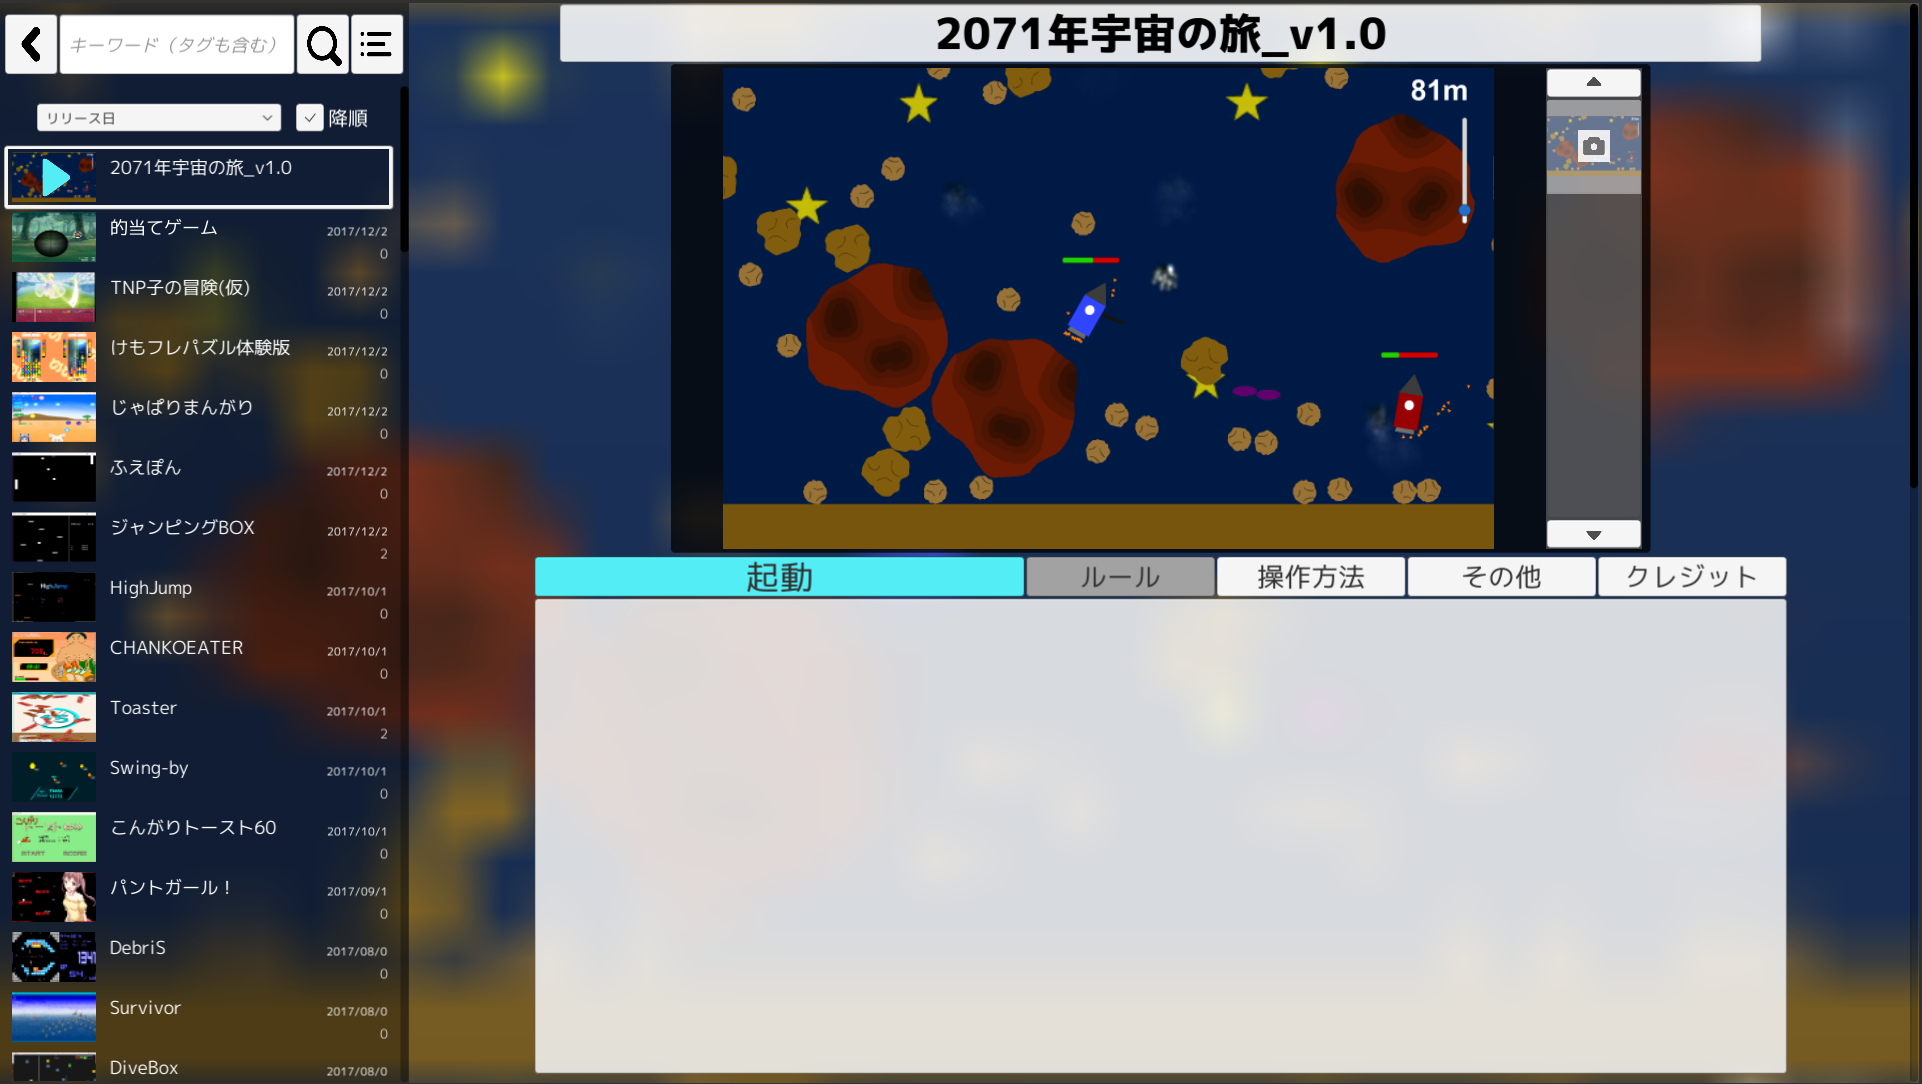 キーワード（タグも含む）
リリース日
降順
2071年宇宙の旅_v1.0
的当てゲーム
2017/12/2
0
TNP子の冒険(仮)
2017/12/2
0
けもフレパズル体験版
2017/12/2
0
じゃぱりまんがり
2017/12/2
0
ふえぽん
2017/12/2
0
ジャンピングBOX
2017/12/2
2
HighJump
2017/10/1
0
CHANKOEATER
2017/10/1
0
Toaster
2017/10/1
2
Swing-by
2017/10/1
0
こんがりトースト60
2017/10/1
0
パントガール！
2017/09/1
0
DebriS
2017/08/0
0
Survivor
2017/08/0
0
DiveBox
2017/08/0
2071年宇宙の旅_v1.0
81m
起動
ルール
操作方法
その他
クレジット